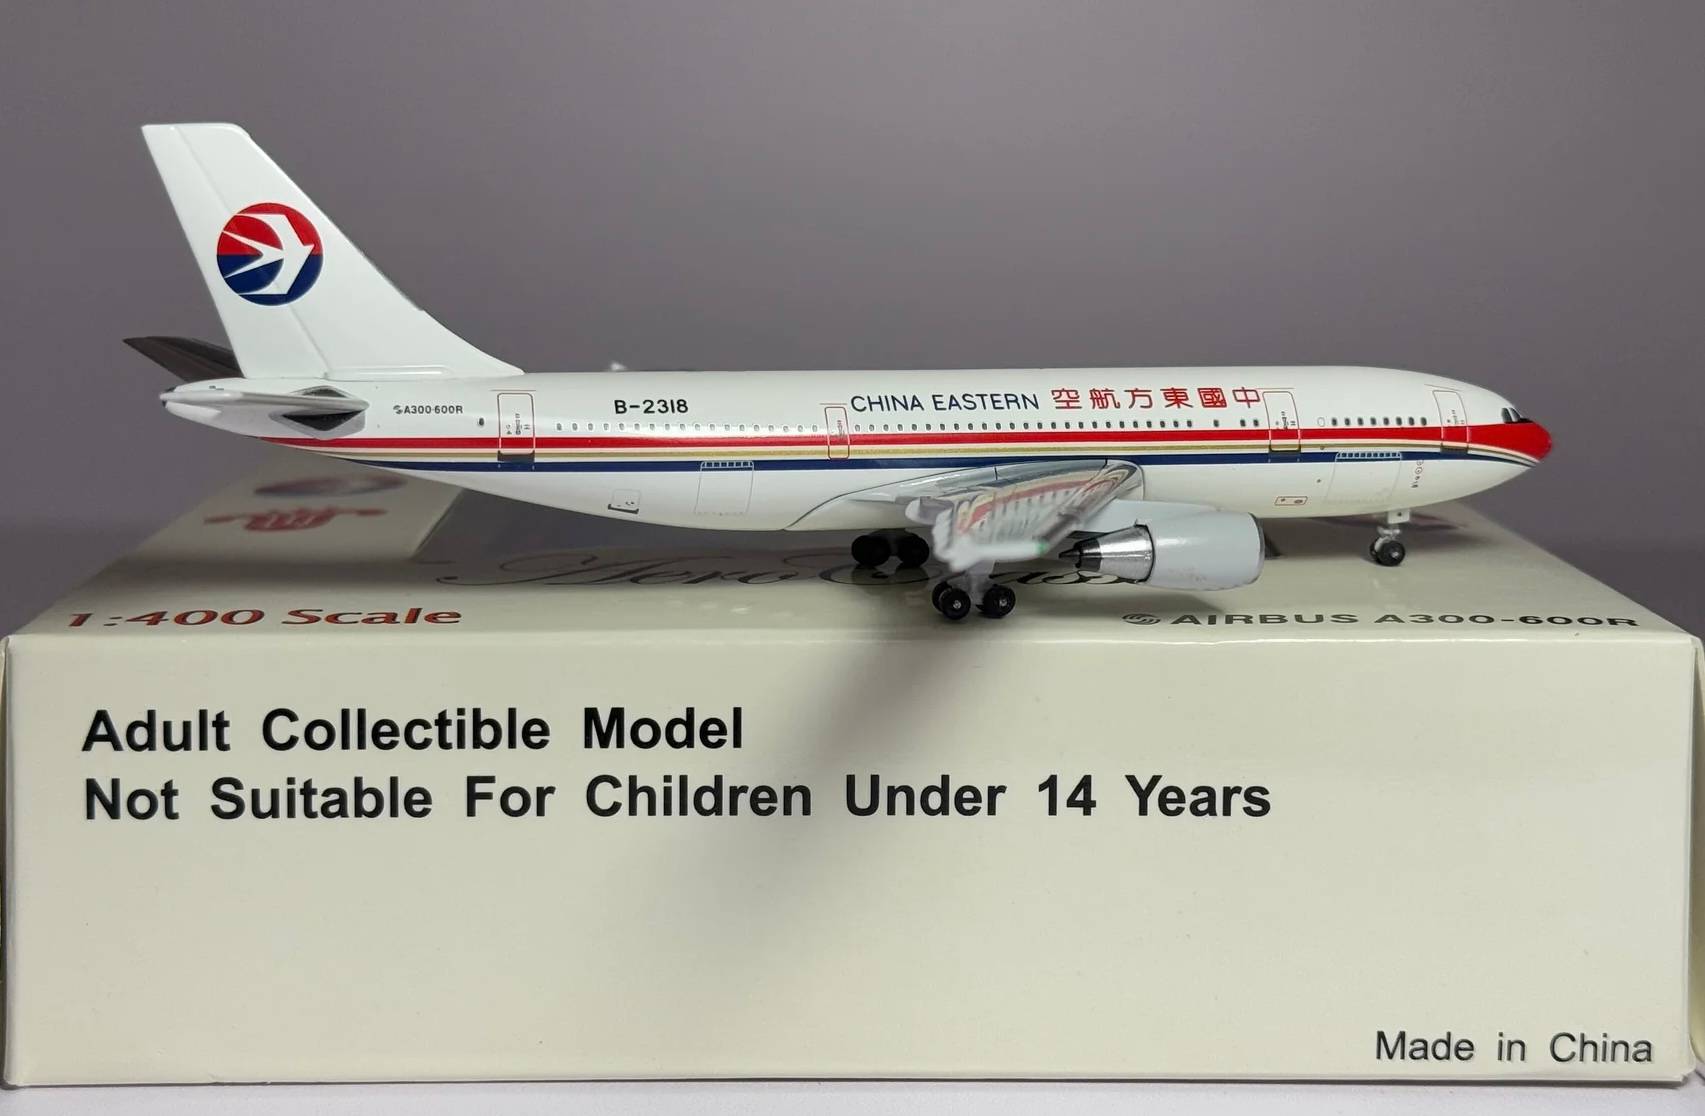 A300-600R
B-2318
CHINA EASTERN 空航方東國中
1:400 Scale
AIRBUS A300-600R
Adult Collectible Model
Not Suitable For Children Under 14 Years
Made in China